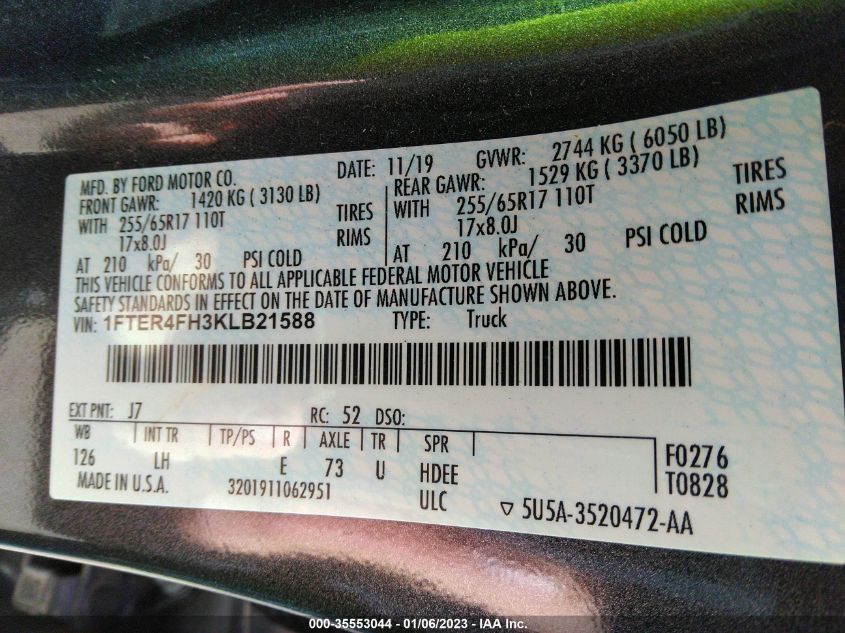 MFD. BY FORD MOTOR CO. DATE: 11/19 GVWR: 2744 KG ( 6050 LB)
FRONT GAWR: 1420 KG ( 3130 LB) REAR GAWR: 1529 KG ( 3370 LB)
WITH 255/65R17 110T TIRES WITH 255/65R17 110T TIRES
17x8.0J RIMS 17x8.0J RIMS
AT 210 kPa/ 30 PSI COLD AT 210 kPa/ 30 PSI COLD
THIS VEHICLE CONFORMS TO ALL APPLICABLE FEDERAL MOTOR VEHICLE
SAFETY STANDARDS IN EFFECT ON THE DATE OF MANUFACTURE SHOWN ABOVE.
VIN: 1FTER4FH3KLB21588 TYPE: Truck
EXT PNT: J7 RC: 52 DSO:
WB INT TR TP/PS R AXLE TR SPR
126 LH E 73 U HDEE
F0276
T0828
MADE IN U.S.A. 3201911062951 ULC
▽ 5U5A-3520472-AA
000-35553044 - 01/06/2023 - IAA Inc.